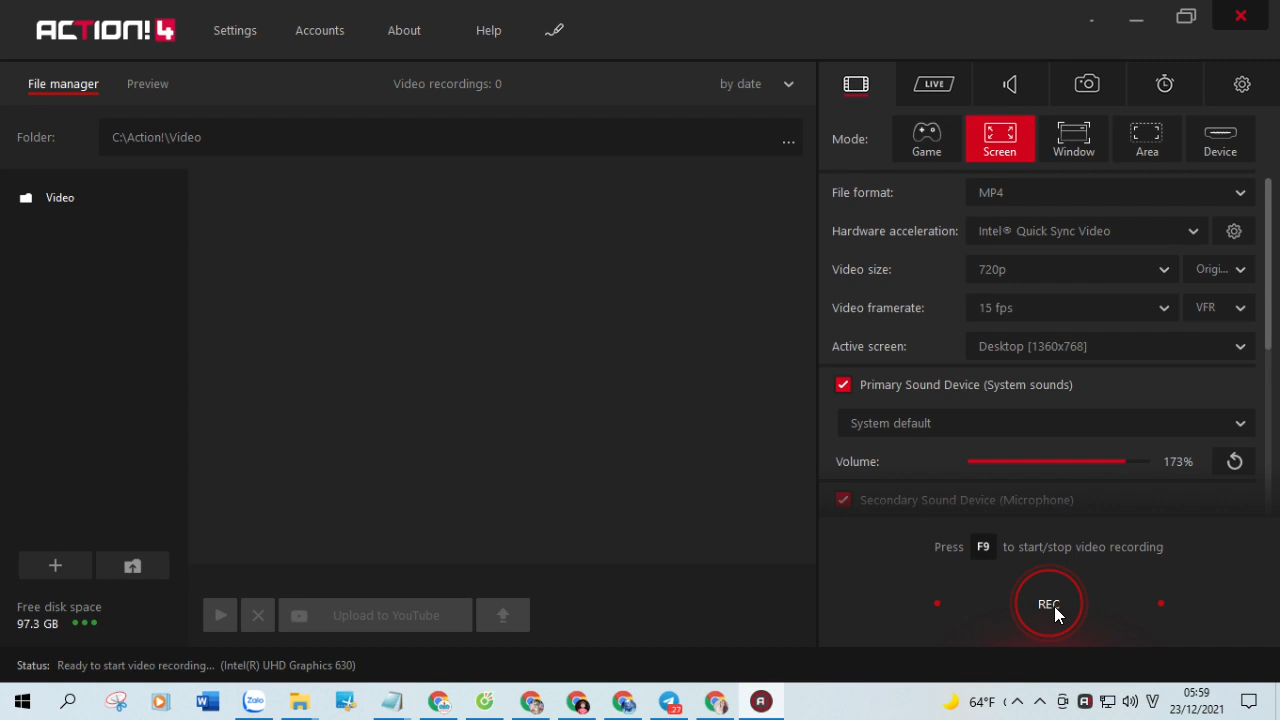 ACTION! 4
Settings Accounts About Help
File manager Preview Video recordings: 0 by date
LIVE
Folder: C:\Action!\Video ...
Mode: Game Screen Window Area Device
Video
File format: MP4
Hardware acceleration: Intel® Quick Sync Video
Video size: 720p Origi...
Video framerate: 15 fps VFR
Active screen: Desktop [1360x768]
Primary Sound Device (System sounds)
System default
Volume: 173%
Secondary Sound Device (Microphone)
Press F9 to start/stop video recording
REC
Free disk space
97.3 GB
Upload to YouTube
Status: Ready to start video recording... (Intel(R) UHD Graphics 630)
Zalo
27
64°F
05:59
23/12/2021